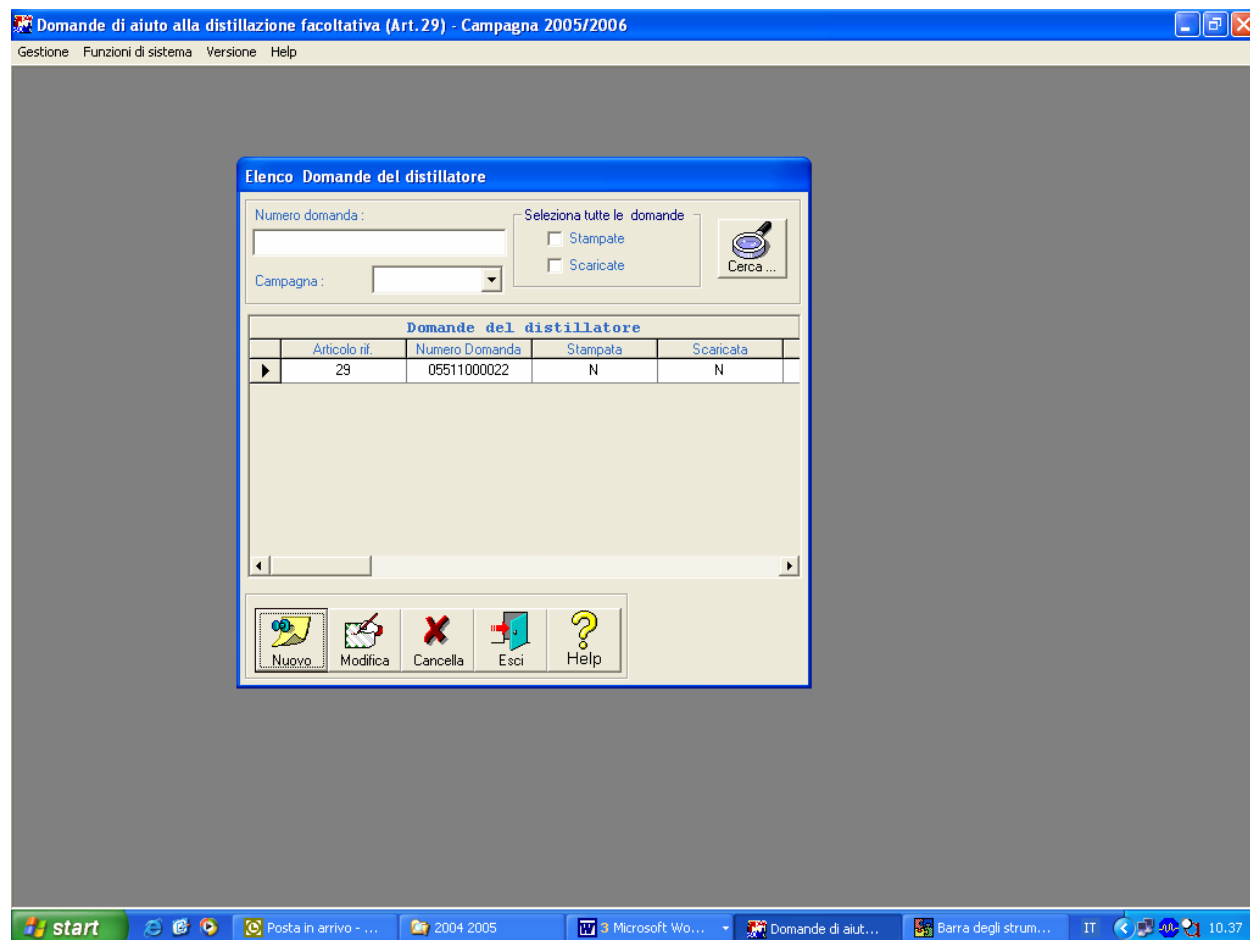 Domande di aiuto alla distillazione facoltativa (Art.29) - Campagna 2005/2006
Gestione Funzioni di sistema Versione Help
Elenco Domande del distillatore
Numero domanda :
Seleziona tutte le domande
Stampate
Scaricate
Cerca ...
Campagna :
Domande del distillatore
Articolo rif. Numero Domanda Stampata Scaricata
29 05511000022 N N
Nuovo Modifica Cancella Esci Help
start Posta in arrivo - ... 2004 2005 3 Microsoft Wo... Domande di aiut... Barra degli strum... IT 10.37